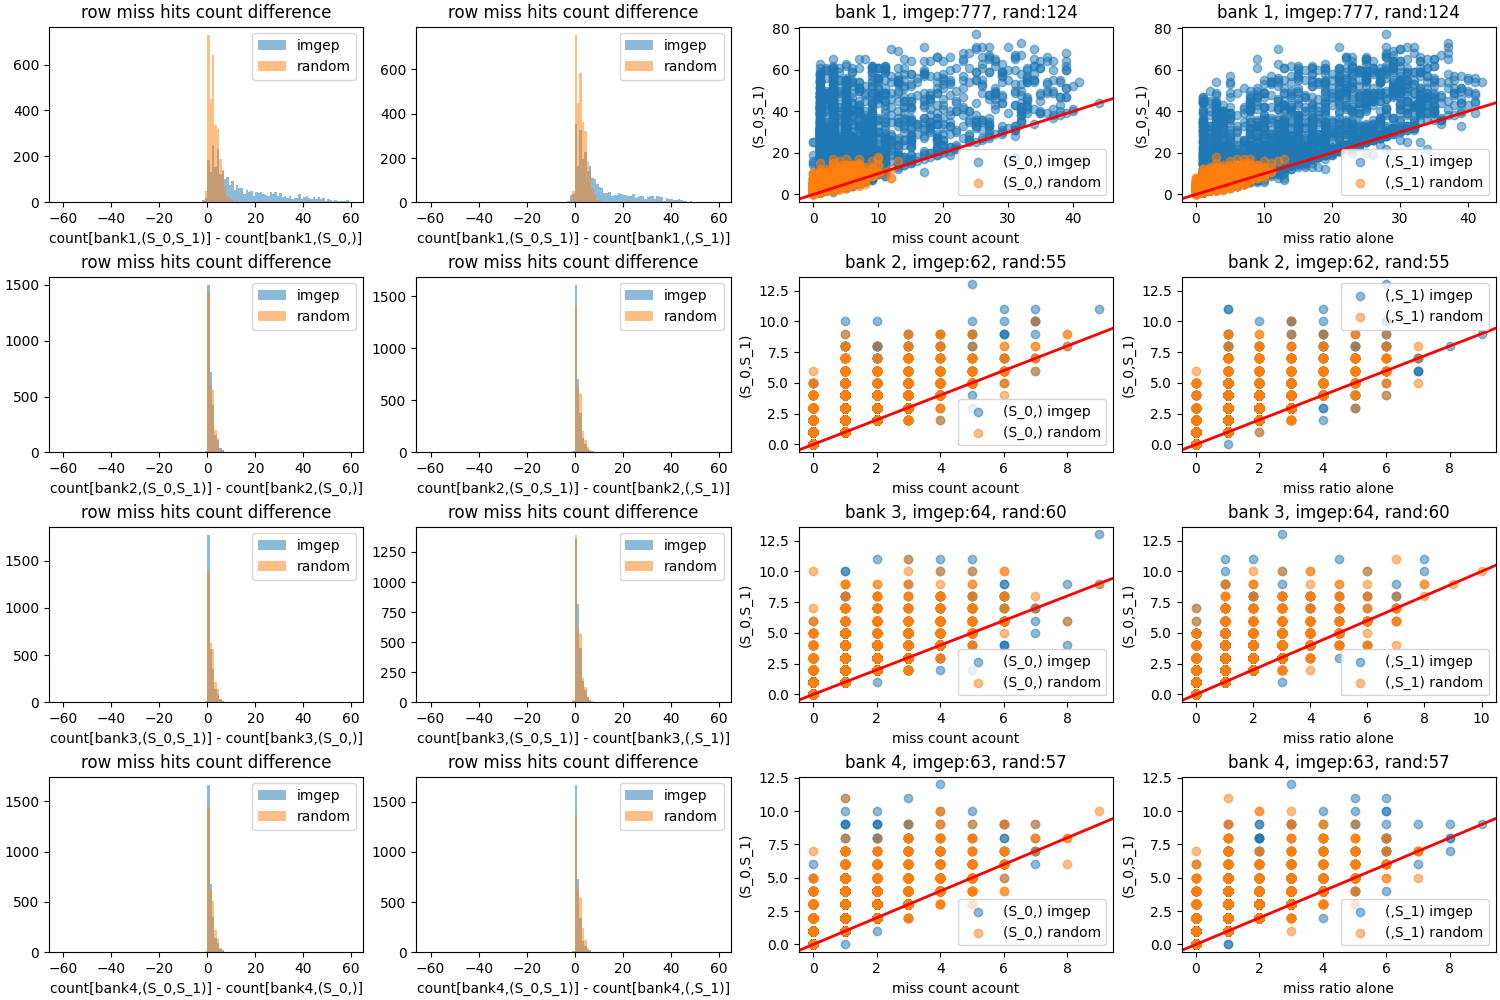 row miss hits count difference
imgep
random
600
400
200
0
−60 −40 −20 0 20 40 60
count[bank1,(S_0,S_1)] - count[bank1,(S_0,)]
row miss hits count difference
imgep
random
600
400
200
0
−60 −40 −20 0 20 40 60
count[bank1,(S_0,S_1)] - count[bank1,(,S_1)]
bank 1, imgep:777, rand:124
(S_0,S_1)
80
60
40
20
0
(S_0,) imgep
(S_0,) random
0 10 20 30 40
miss count acount
bank 1, imgep:777, rand:124
(S_0,S_1)
80
60
40
20
0
(,S_1) imgep
(,S_1) random
0 10 20 30 40
miss ratio alone
row miss hits count difference
imgep
random
1500
1000
500
0
−60 −40 −20 0 20 40 60
count[bank2,(S_0,S_1)] - count[bank2,(S_0,)]
row miss hits count difference
imgep
random
1500
1000
500
0
−60 −40 −20 0 20 40 60
count[bank2,(S_0,S_1)] - count[bank2,(,S_1)]
bank 2, imgep:62, rand:55
(S_0,S_1)
12.5
10.0
7.5
5.0
2.5
0.0
(S_0,) imgep
(S_0,) random
0 2 4 6 8
miss count acount
bank 2, imgep:62, rand:55
(S_0,S_1)
12.5
10.0
7.5
5.0
2.5
0.0
(,S_1) imgep
(,S_1) random
0 2 4 6 8
miss ratio alone
row miss hits count difference
imgep
random
1500
1000
500
0
−60 −40 −20 0 20 40 60
count[bank3,(S_0,S_1)] - count[bank3,(S_0,)]
row miss hits count difference
imgep
random
1250
1000
750
500
250
0
−60 −40 −20 0 20 40 60
count[bank3,(S_0,S_1)] - count[bank3,(,S_1)]
bank 3, imgep:64, rand:60
(S_0,S_1)
12.5
10.0
7.5
5.0
2.5
0.0
(S_0,) imgep
(S_0,) random
0 2 4 6 8
miss count acount
bank 3, imgep:64, rand:60
(S_0,S_1)
12.5
10.0
7.5
5.0
2.5
0.0
(,S_1) imgep
(,S_1) random
0 2 4 6 8 10
miss ratio alone
row miss hits count difference
imgep
random
1500
1000
500
0
−60 −40 −20 0 20 40 60
count[bank4,(S_0,S_1)] - count[bank4,(S_0,)]
row miss hits count difference
imgep
random
1500
1000
500
0
−60 −40 −20 0 20 40 60
count[bank4,(S_0,S_1)] - count[bank4,(,S_1)]
bank 4, imgep:63, rand:57
(S_0,S_1)
12.5
10.0
7.5
5.0
2.5
0.0
(S_0,) imgep
(S_0,) random
0 2 4 6 8
miss count acount
bank 4, imgep:63, rand:57
(S_0,S_1)
12.5
10.0
7.5
5.0
2.5
0.0
(,S_1) imgep
(,S_1) random
0 2 4 6 8
miss ratio alone